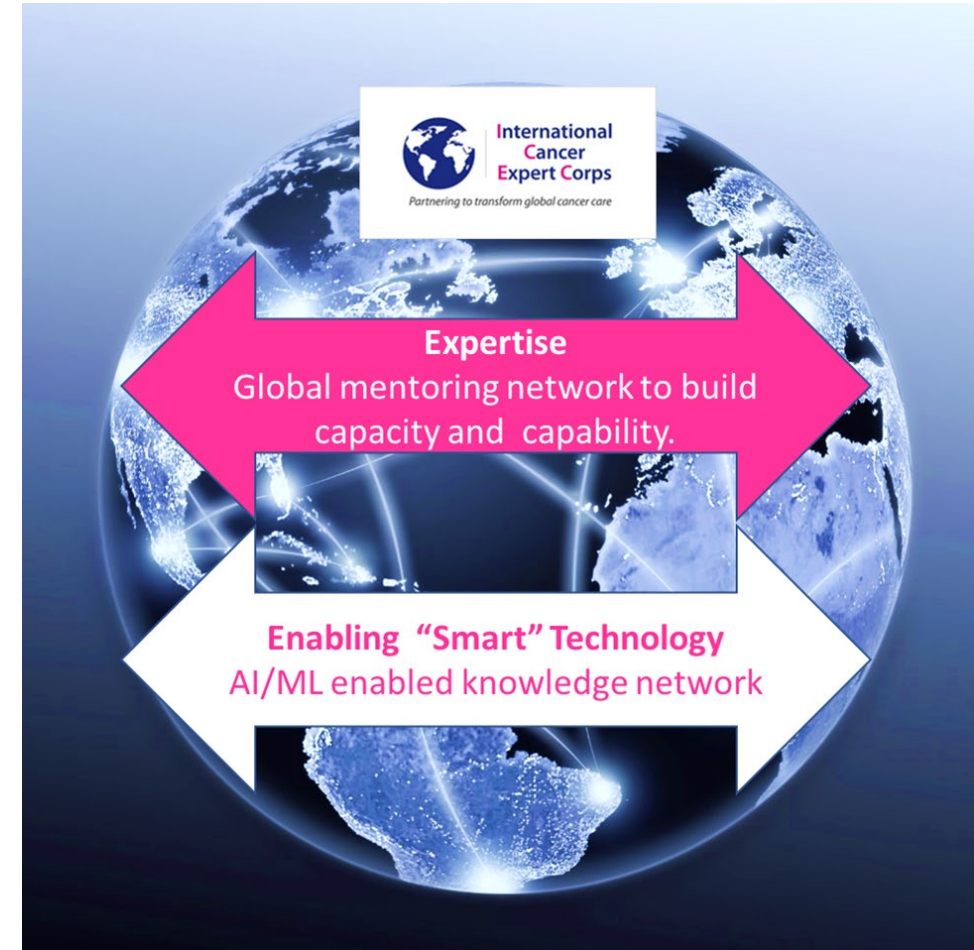 International
Cancer
Expert Corps
Partnering to transform global cancer care
Expertise
Global mentoring network to build
capacity and capability.
Enabling “Smart” Technology
AI/ML enabled knowledge network